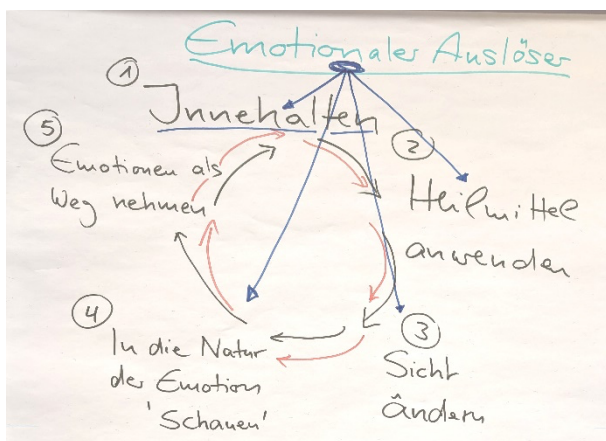 Emotionaler Auslöser
1
Innehalten
2
Heilmittel
anwenden
3
Sicht
ändern
4
In die Natur
der Emotion
'Schauen'
5
Emotionen als
Weg nehmen